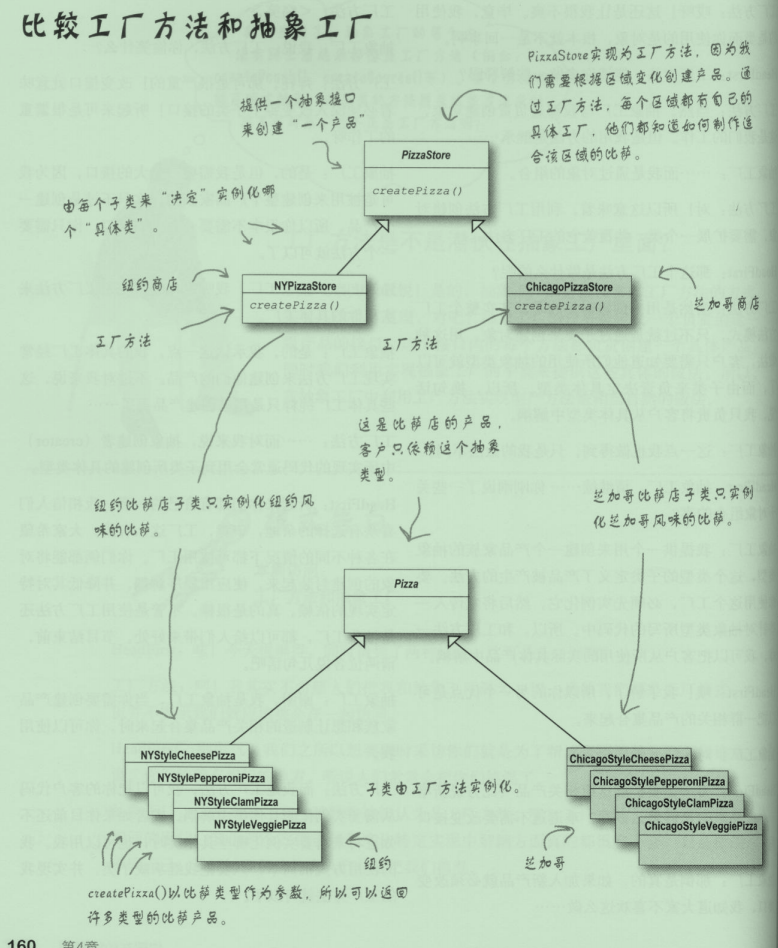 比较工厂方法和抽象工厂
PizzaStore实现为工厂方法，因为我
们需要根据区域变化创建产品。通
过工厂方法，每个区域都有自己的
具体工厂，他们都知道如何制作适
合该区域的比萨。
提供一个抽象接口
来创建“一个产品”
PizzaStore
createPizza()
由每个子类来“决定”实例化哪
个“具体类”。
纽约商店
NYPizzaStore
createPizza()
ChicagoPizzaStore
createPizza()
芝加哥商店
工厂方法
工厂方法
这是比萨店的产品，
客户只依赖这个抽象
类型。
纽约比萨店子类只实例化纽约风
味的比萨。
芝加哥比萨店子类只实例
化芝加哥风味的比萨。
Pizza
NYStyleCheesePizza
NYStylePepperoniPizza
NYStyleClamPizza
NYStyleVeggiePizza
子类由工厂方法实例化。
ChicagoStyleCheesePizza
ChicagoStylePepperoniPizza
ChicagoStyleClamPizza
ChicagoStyleVeggiePizza
纽约
芝加哥
createPizza()以比萨类型作为参数，所以可以返回
许多类型的比萨产品。
160 第4章